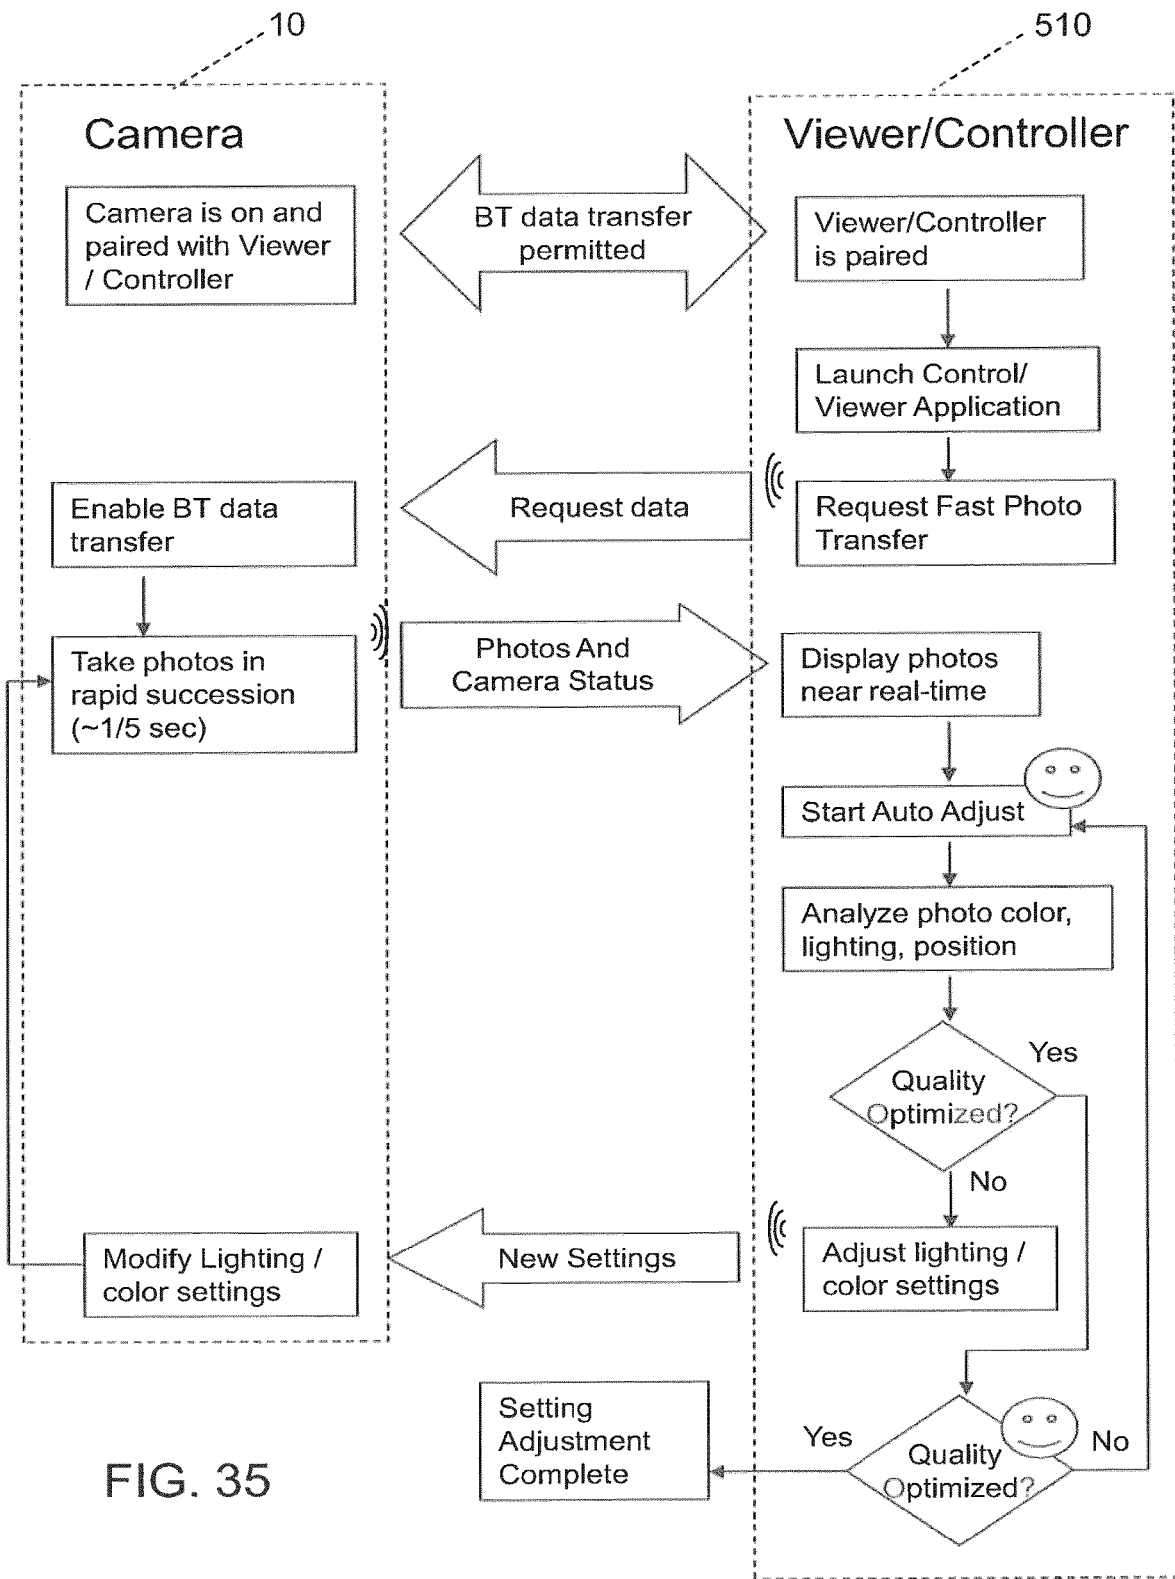 10
510
Camera
Viewer/Controller
Camera is on and
paired with Viewer
/ Controller
BT data transfer
permitted
Viewer/Controller
is paired
Launch Control/
Viewer Application
Enable BT data
transfer
Request data
Request Fast Photo
Transfer
Take photos in
rapid succession
(~1/5 sec)
Photos And
Camera Status
Display photos
near real-time
Start Auto Adjust
Analyze photo color,
lighting, position
Yes
Quality
Optimized?
No
Modify Lighting /
color settings
New Settings
Adjust lighting /
color settings
Setting
Adjustment
Complete
Yes
Quality
Optimized?
No
FIG. 35